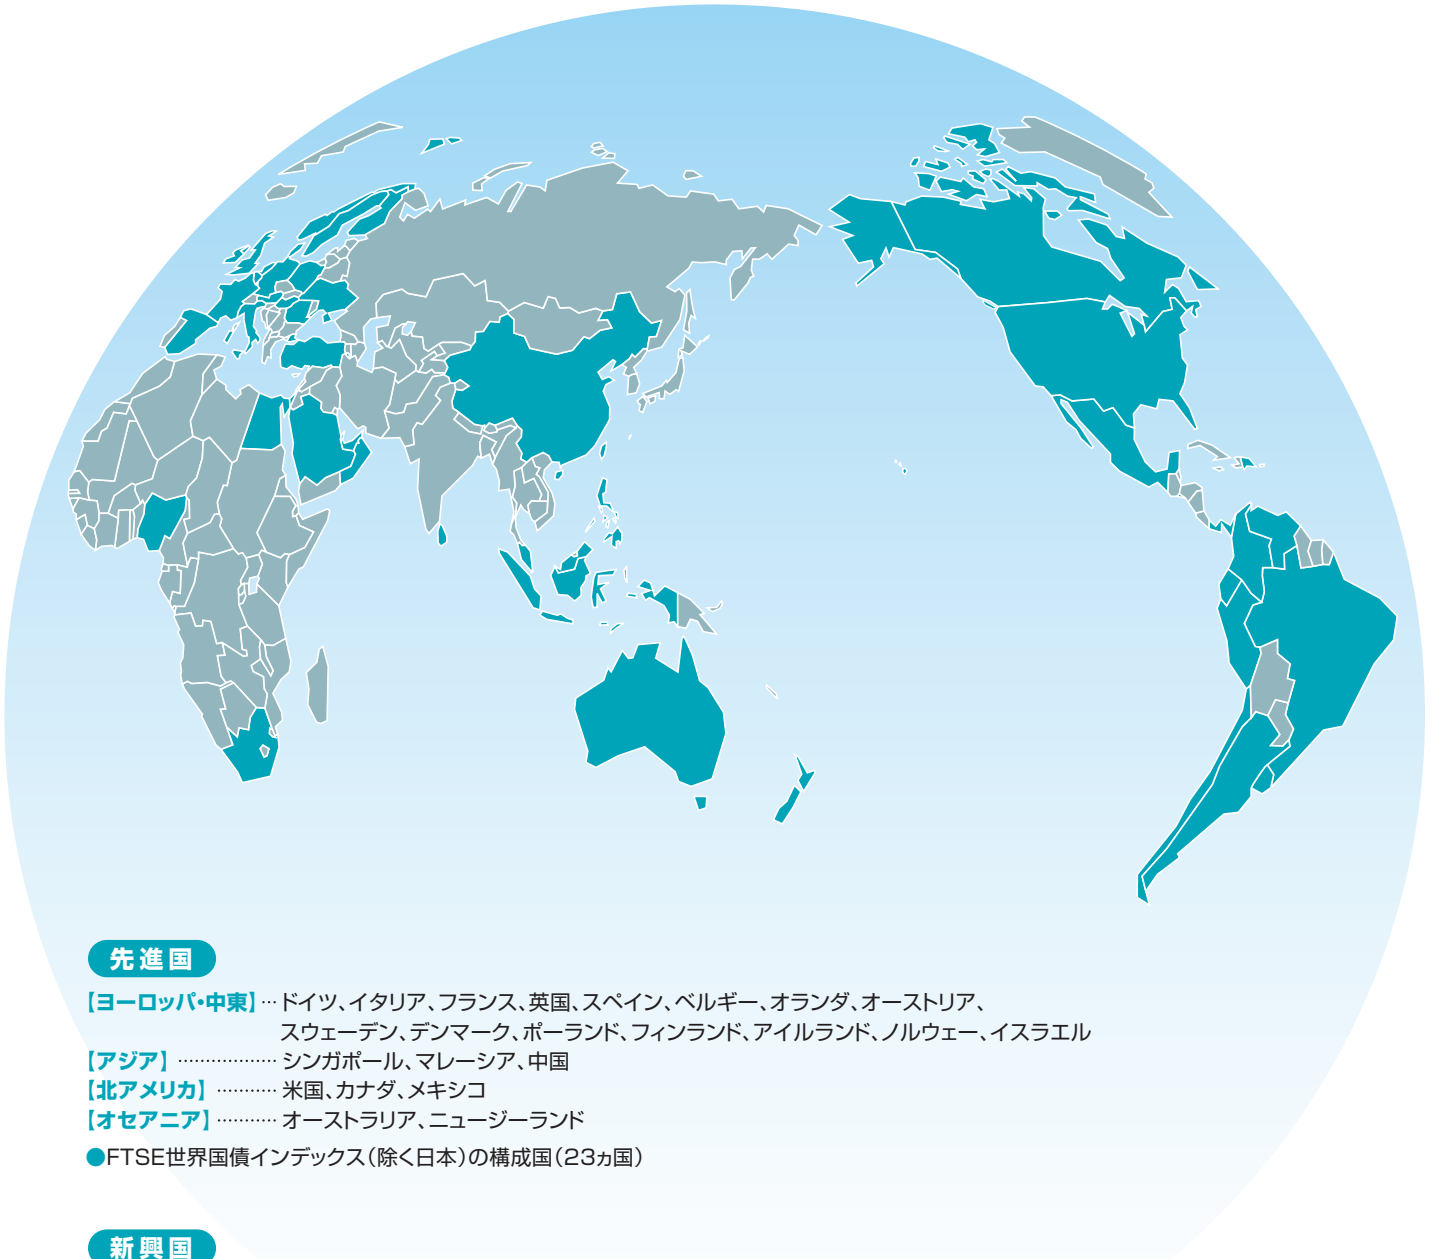 先進国
【ヨーロッパ・中東】…ドイツ、イタリア、フランス、英国、スペイン、ベルギー、オランダ、オーストリア、
スウェーデン、デンマーク、ポーランド、フィンランド、アイルランド、ノルウェー、イスラエル
【アジア】………………シンガポール、マレーシア、中国
【北アメリカ】…………米国、カナダ、メキシコ
【オセアニア】…………オーストラリア、ニュージーランド
●FTSE世界国債インデックス（除く日本）の構成国（23ヵ国）
新興国